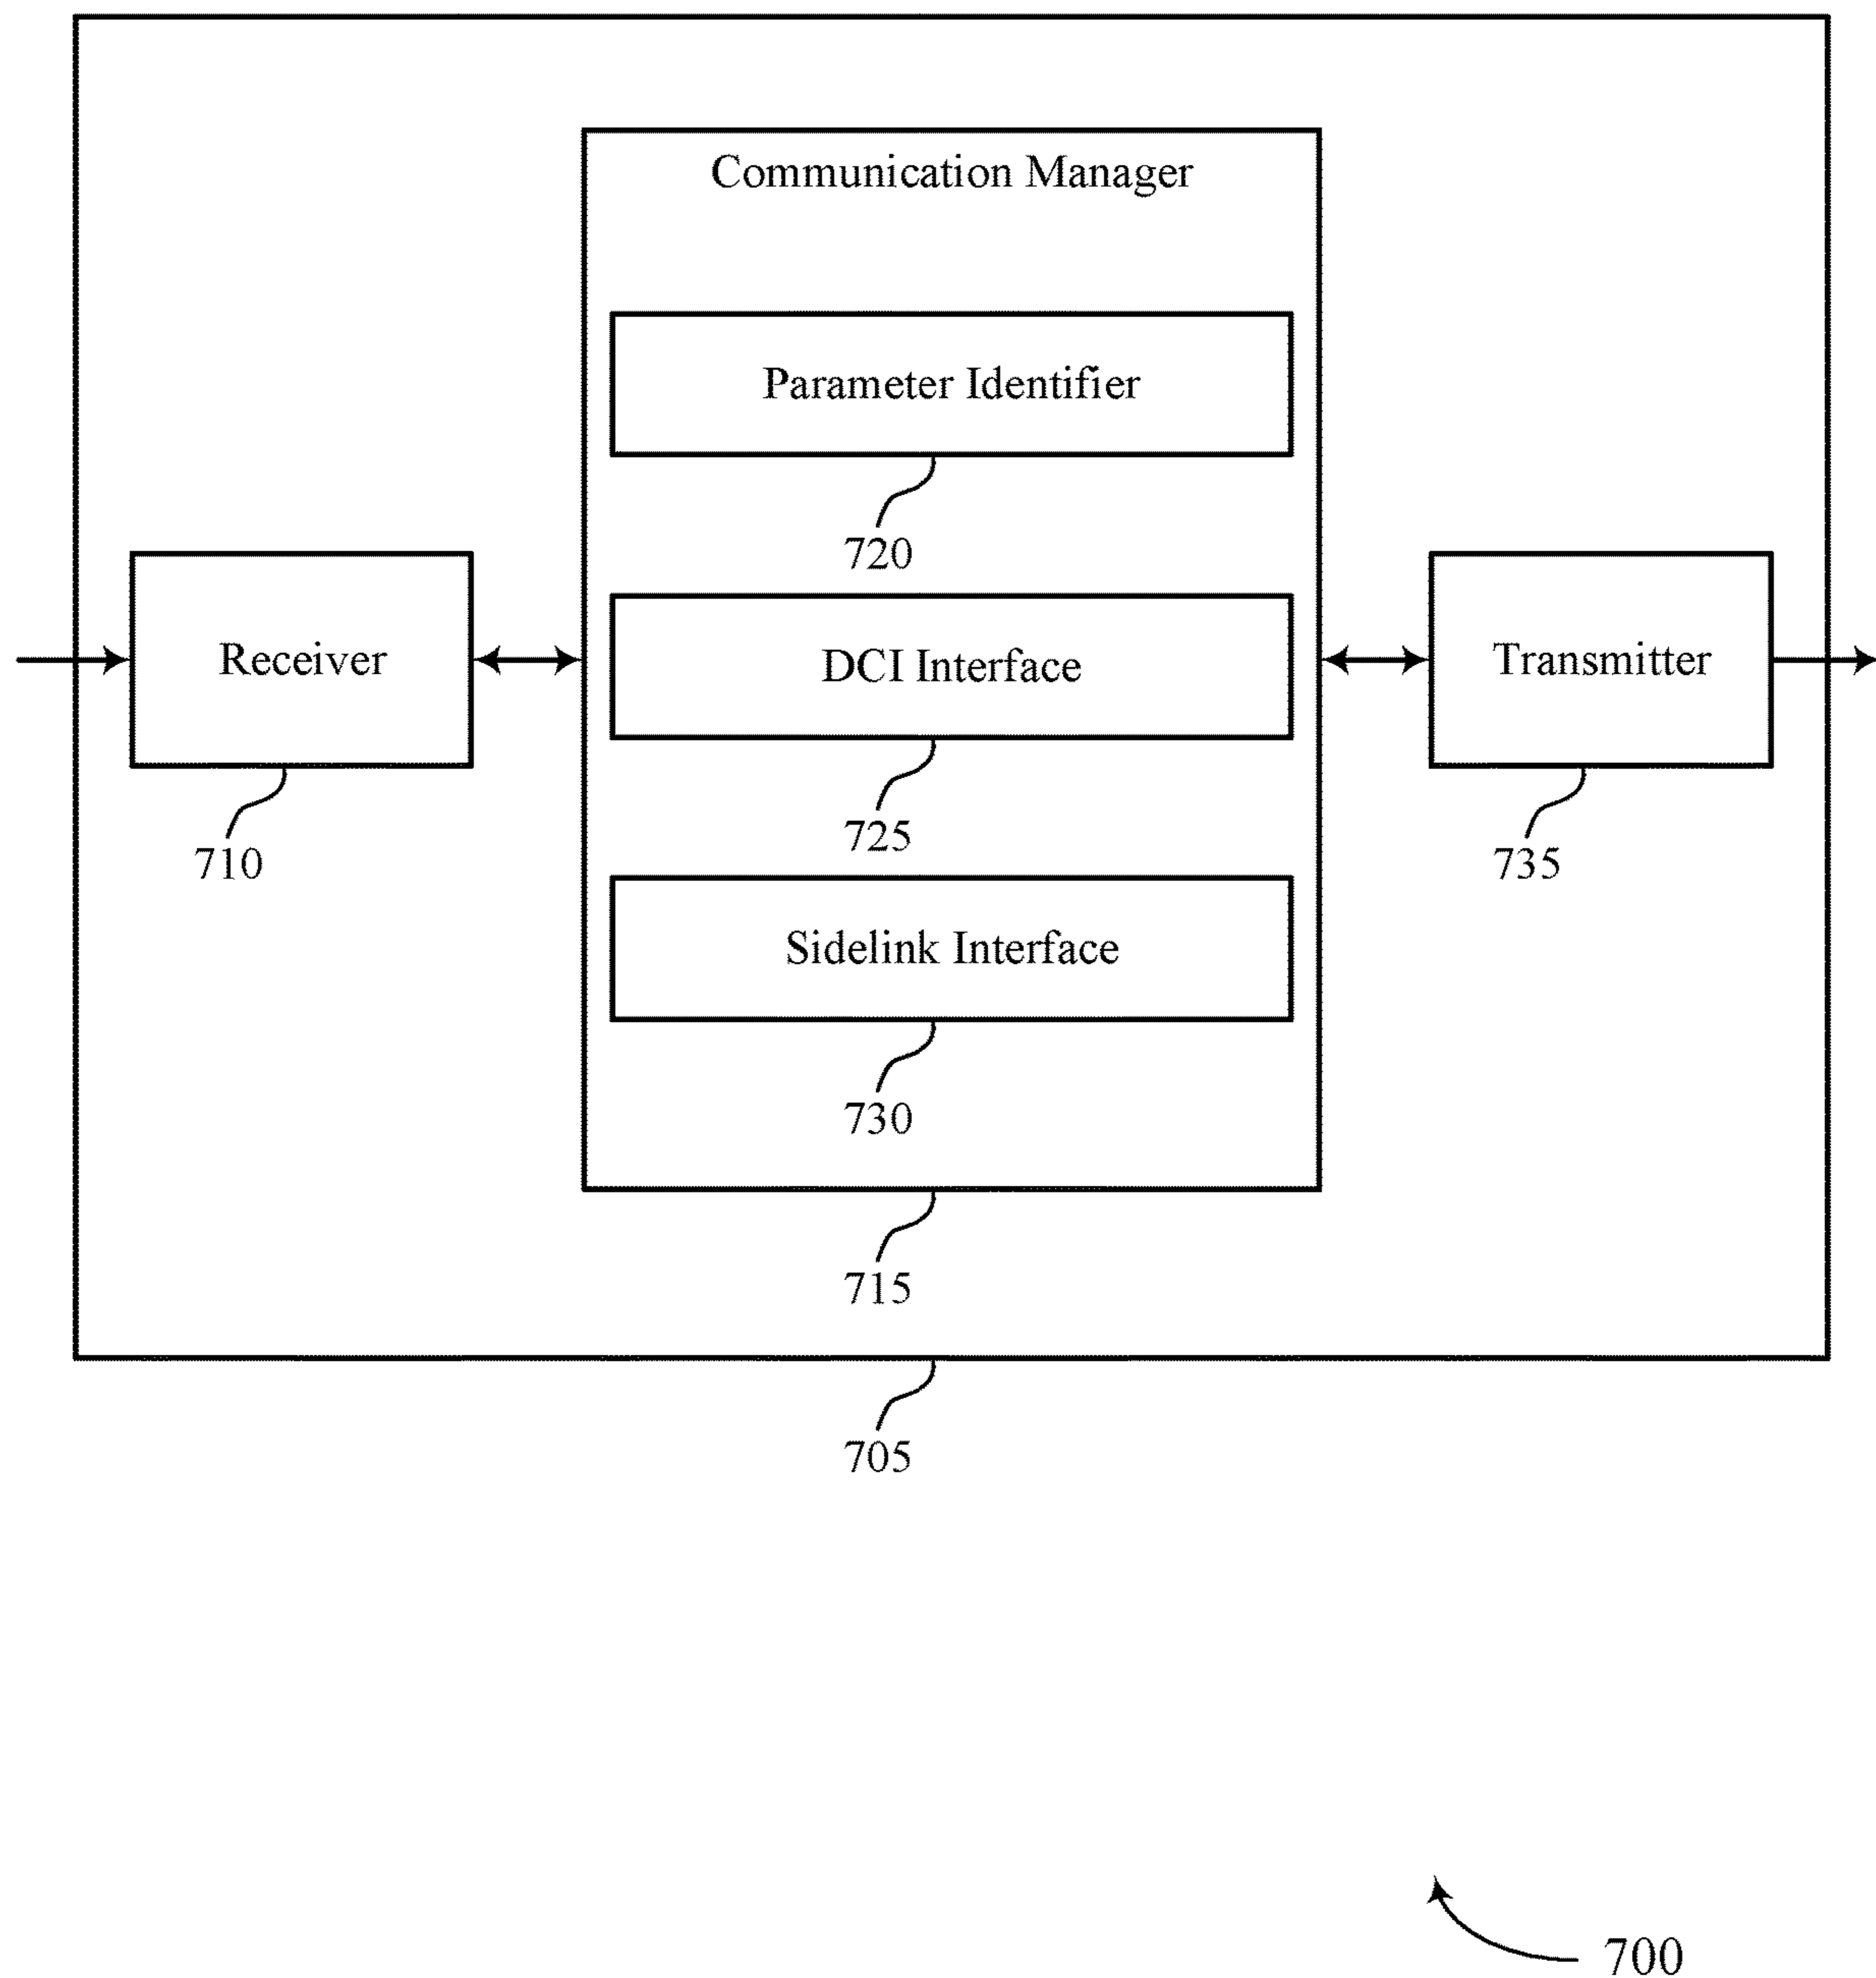 Communication Manager
Parameter Identifier
720
Receiver
710
DCI Interface
725
Transmitter
735
Sidelink Interface
730
715
705
700